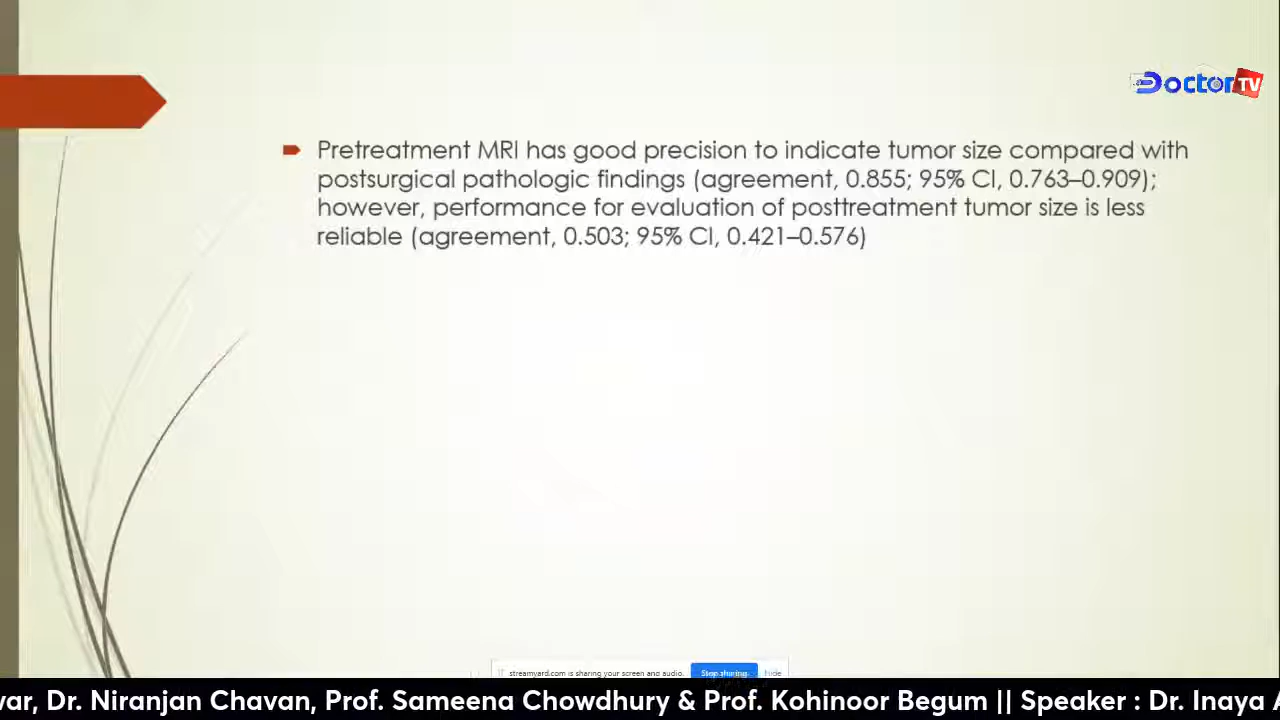 Doctor TV
Pretreatment MRI has good precision to indicate tumor size compared with
postsurgical pathologic findings (agreement, 0.855; 95% CI, 0.763–0.909);
however, performance for evaluation of posttreatment tumor size is less
reliable (agreement, 0.503; 95% CI, 0.421–0.576)
streamyard.com is sharing your screen and audio. Stop sharing Hide
Dr. Niranjan Chavan, Prof. Sameena Chowdhury & Prof. Kohinoor Begum || Speaker : Dr. Inaya